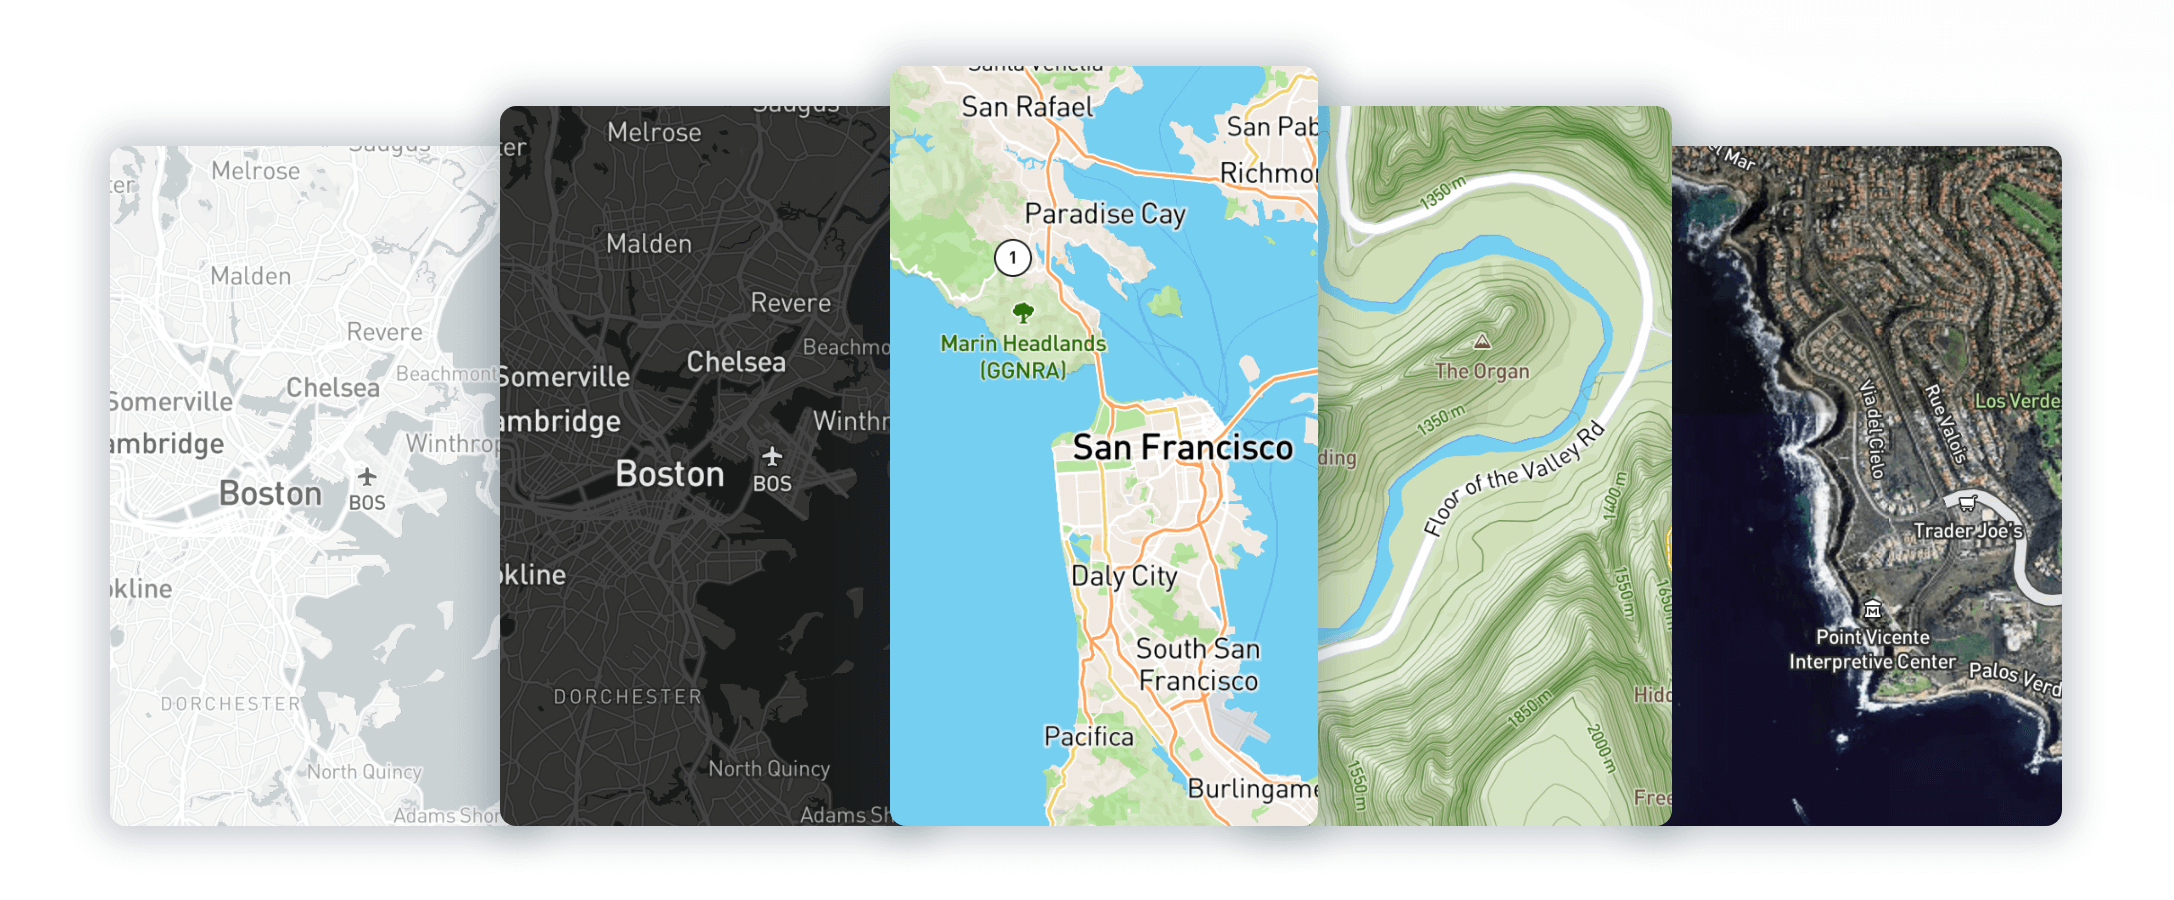 Melrose
Malden
Revere
Beachmont
Chelsea
Somerville
ambridge
Winthrop
Boston
BOS
okline
DORCHESTER
North Quincy
Adams Shor
Saugus
Melrose
ter
Malden
Revere
Beachmo
Chelsea
Somerville
ambridge
Winthr
Boston
BOS
okline
DORCHESTER
North Quincy
Adams Sh
Santa Venetia
San Rafael
San Pab
Richmon
Paradise Cay
1
Marin Headlands
(GGNRA)
San Francisco
Daly City
South San
Francisco
Pacifica
Burlingame
1350 m
The Organ
1350 m
ding
Floor of the Valley Rd
1400 m
1550 m
1650 m
Hidd
1850 m
2000 m
1550 m
Free
el Mar
Via del Cielo
Rue Valois
Los Verde
Trader Joe's
Point Vicente
Interpretive Center
Palos Verd